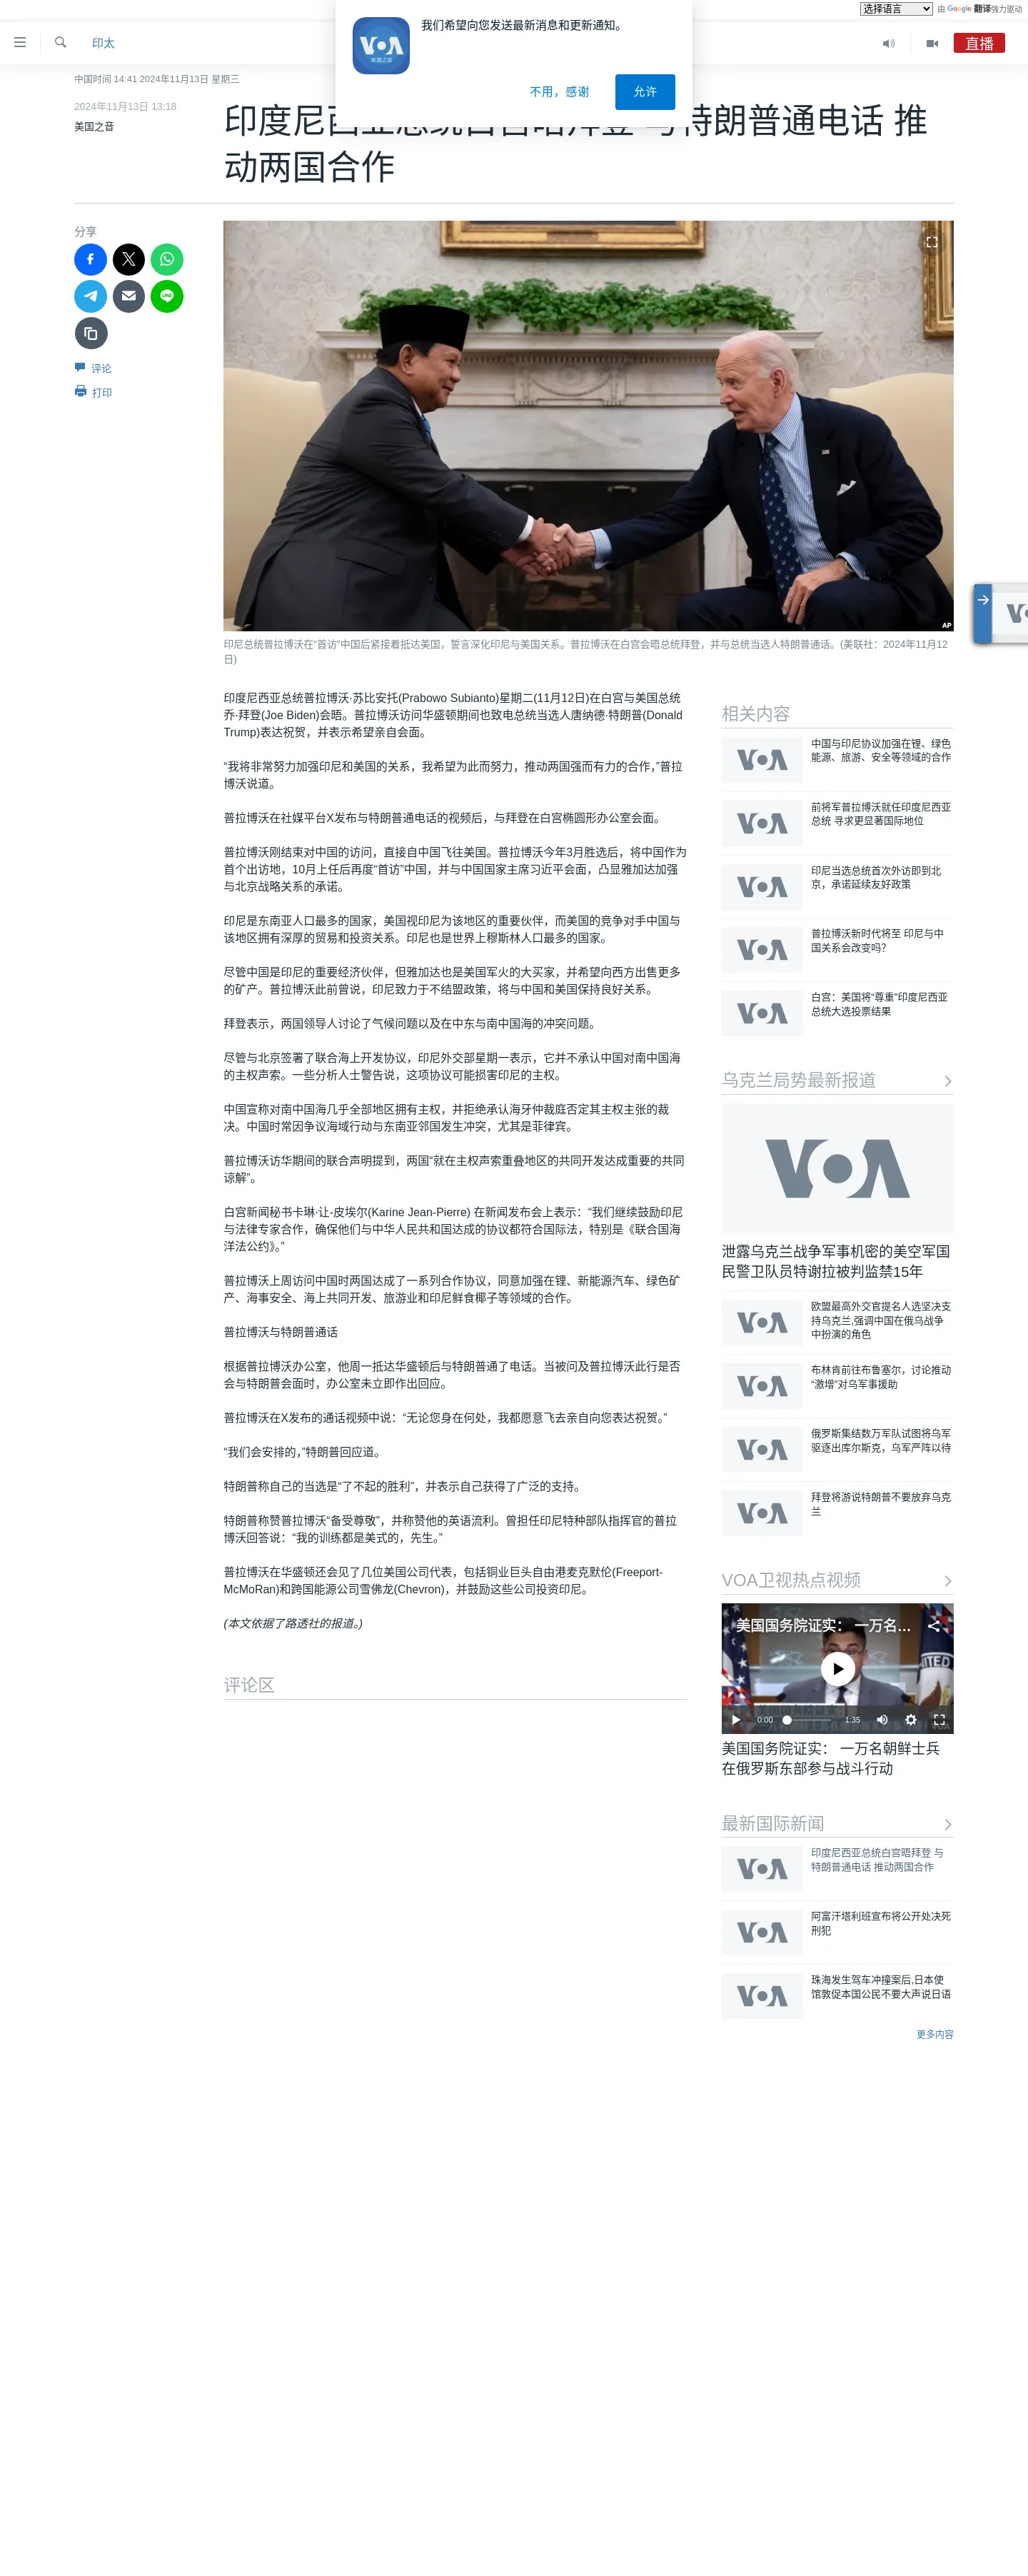 选择语言
由 Google 翻译强力驱动
我们希望向您发送最新消息和更新通知。
VOA
美国之音
不用，感谢
允许
印太
直播
中国时间 14:41 2024年11月13日 星期三
2024年11月13日 13:18
美国之音
推
动两国合作
分享
评论
打印
AP
印尼总统普拉博沃在“首访”中国后紧接着抵达美国，誓言深化印尼与美国关系。普拉博沃在白宫会晤总统拜登，并与总统当选人特朗普通话。(美联社：2024年11月12
日)
印度尼西亚总统普拉博沃·苏比安托(Prabowo Subianto)星期二(11月12日)在白宫与美国总统
乔·拜登(Joe Biden)会晤。普拉博沃访问华盛顿期间也致电总统当选人唐纳德·特朗普(Donald
Trump)表达祝贺，并表示希望亲自会面。
“我将非常努力加强印尼和美国的关系，我希望为此而努力，推动两国强而有力的合作，”普拉
博沃说道。
普拉博沃在社媒平台X发布与特朗普通电话的视频后，与拜登在白宫椭圆形办公室会面。
普拉博沃刚结束对中国的访问，直接自中国飞往美国。普拉博沃今年3月胜选后，将中国作为
首个出访地，10月上任后再度“首访”中国，并与中国国家主席习近平会面，凸显雅加达加强
与北京战略关系的承诺。
印尼是东南亚人口最多的国家，美国视印尼为该地区的重要伙伴，而美国的竞争对手中国与
该地区拥有深厚的贸易和投资关系。印尼也是世界上穆斯林人口最多的国家。
尽管中国是印尼的重要经济伙伴，但雅加达也是美国军火的大买家，并希望向西方出售更多
的矿产。普拉博沃此前曾说，印尼致力于不结盟政策，将与中国和美国保持良好关系。
拜登表示，两国领导人讨论了气候问题以及在中东与南中国海的冲突问题。
尽管与北京签署了联合海上开发协议，印尼外交部星期一表示，它并不承认中国对南中国海
的主权声索。一些分析人士警告说，这项协议可能损害印尼的主权。
中国宣称对南中国海几乎全部地区拥有主权，并拒绝承认海牙仲裁庭否定其主权主张的裁
决。中国时常因争议海域行动与东南亚邻国发生冲突，尤其是菲律宾。
普拉博沃访华期间的联合声明提到，两国“就在主权声索重叠地区的共同开发达成重要的共同
谅解”。
白宫新闻秘书卡琳·让-皮埃尔(Karine Jean-Pierre) 在新闻发布会上表示：“我们继续鼓励印尼
与法律专家合作，确保他们与中华人民共和国达成的协议都符合国际法，特别是《联合国海
洋法公约》。”
普拉博沃上周访问中国时两国达成了一系列合作协议，同意加强在锂、新能源汽车、绿色矿
产、海事安全、海上共同开发、旅游业和印尼鲜食椰子等领域的合作。
普拉博沃与特朗普通话
根据普拉博沃办公室，他周一抵达华盛顿后与特朗普通了电话。当被问及普拉博沃此行是否
会与特朗普会面时，办公室未立即作出回应。
普拉博沃在X发布的通话视频中说：“无论您身在何处，我都愿意飞去亲自向您表达祝贺。”
“我们会安排的，”特朗普回应道。
特朗普称自己的当选是“了不起的胜利”，并表示自己获得了广泛的支持。
特朗普称赞普拉博沃“备受尊敬”，并称赞他的英语流利。曾担任印尼特种部队指挥官的普拉
博沃回答说：“我的训练都是美式的，先生。”
普拉博沃在华盛顿还会见了几位美国公司代表，包括铜业巨头自由港麦克默伦(Freeport-
McMoRan)和跨国能源公司雪佛龙(Chevron)，并鼓励这些公司投资印尼。
(本文依据了路透社的报道。)
评论区
相关内容
VOA
中国与印尼协议加强在锂、绿色
能源、旅游、安全等领域的合作
VOA
前将军普拉博沃就任印度尼西亚
总统 寻求更显著国际地位
VOA
印尼当选总统首次外访即到北
京，承诺延续友好政策
VOA
普拉博沃新时代将至 印尼与中
国关系会改变吗？
VOA
白宫：美国将“尊重”印度尼西亚
总统大选投票结果
乌克兰局势最新报道
VOA
泄露乌克兰战争军事机密的美空军国
民警卫队员特谢拉被判监禁15年
VOA
欧盟最高外交官提名人选坚决支
持乌克兰,强调中国在俄乌战争
中扮演的角色
VOA
布林肯前往布鲁塞尔，讨论推动
“激增”对乌军事援助
VOA
俄罗斯集结数万军队试图将乌军
驱逐出库尔斯克，乌军严阵以待
VOA
拜登将游说特朗普不要放弃乌克
兰
VOA卫视热点视频
美国国务院证实： 一万名...
0:00
1:35
美国国务院证实： 一万名朝鲜士兵
在俄罗斯东部参与战斗行动
最新国际新闻
VOA
印度尼西亚总统白宫晤拜登 与
特朗普通电话 推动两国合作
VOA
阿富汗塔利班宣布将公开处决死
刑犯
VOA
珠海发生驾车冲撞案后,日本使
馆敦促本国公民不要大声说日语
更多内容